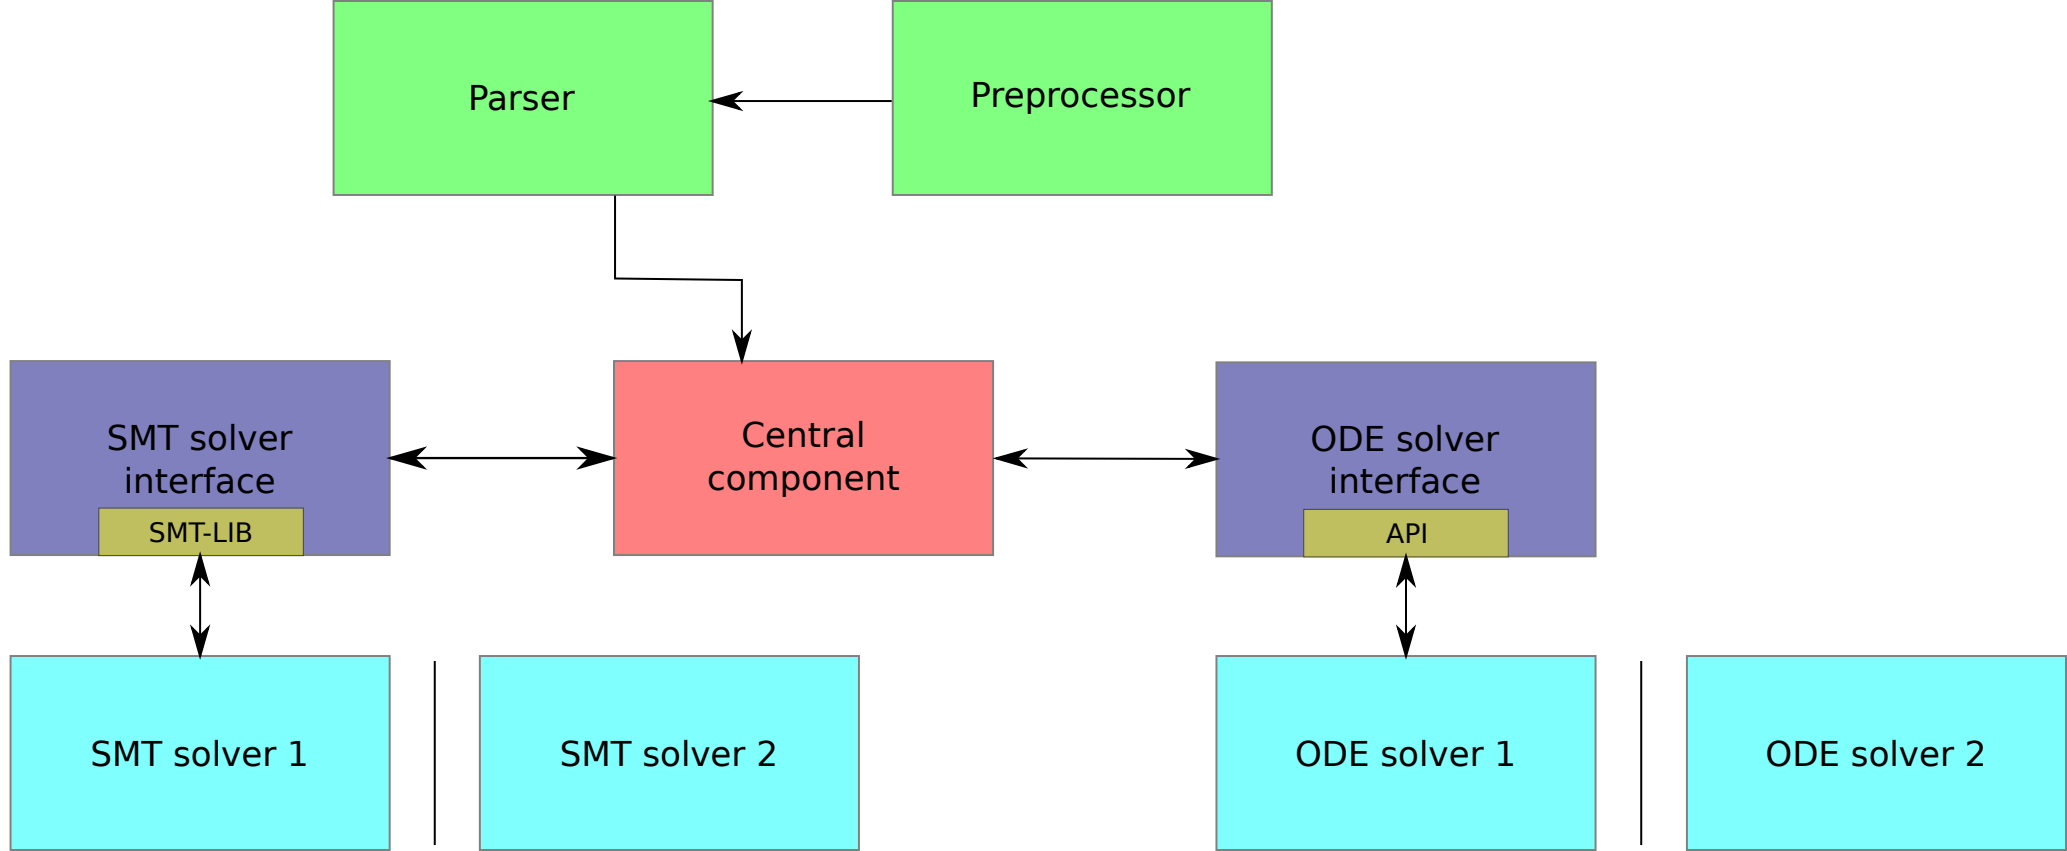 Parser
Preprocessor
SMT solver
interface
SMT-LIB
Central
component
ODE solver
interface
API
SMT solver 1
SMT solver 2
ODE solver 1
ODE solver 2